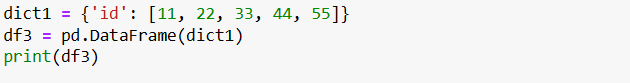 dict1 = {'id': [11, 22, 33, 44, 55]}
df3 = pd.DataFrame(dict1)
print(df3)